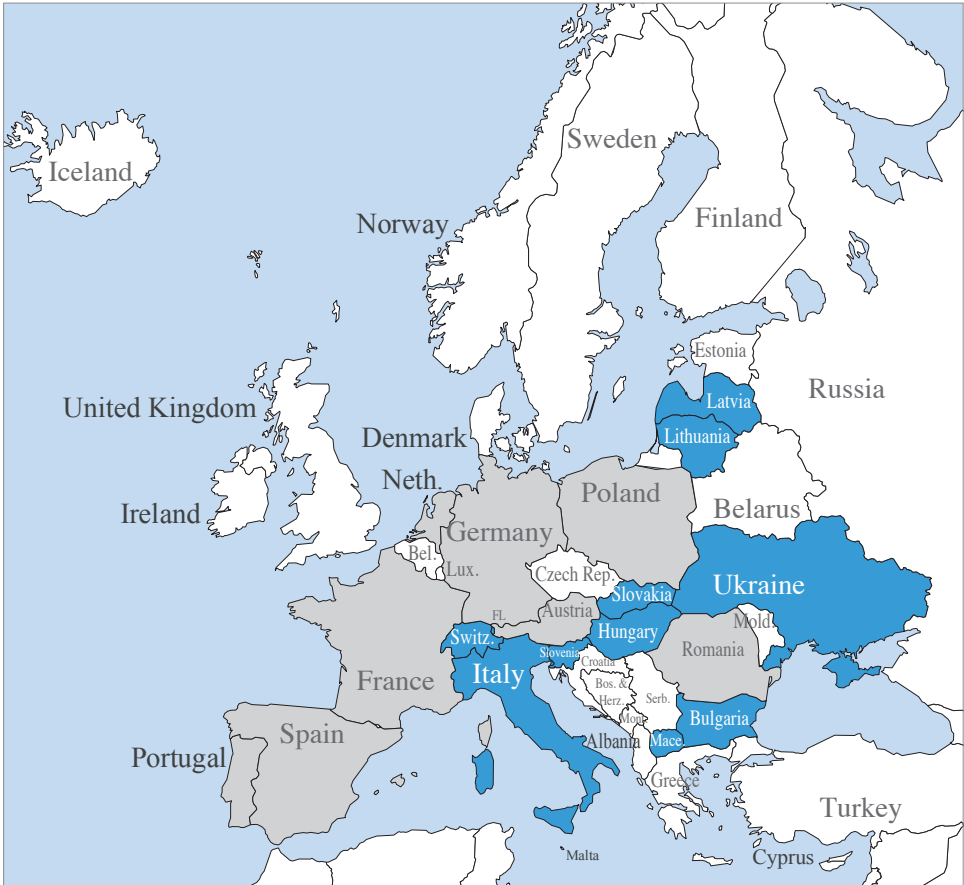 Iceland
Sweden
Norway
Finland
Estonia
Russia
Latvia
United Kingdom
Denmark
Lithuania
Neth.
Poland
Ireland
Belarus
Germany
Bel.
Lux.
Czech Rep.
Ukraine
Slovakia
FL
Austria
Mold.
Switz.
Hungary
Slovenia
Romania
Croatia
Italy
France
Bos. &
Herz.
Serb.
Mont.
Bulgaria
Spain
Albania
Mace.
Portugal
Greece
Turkey
Malta
Cyprus